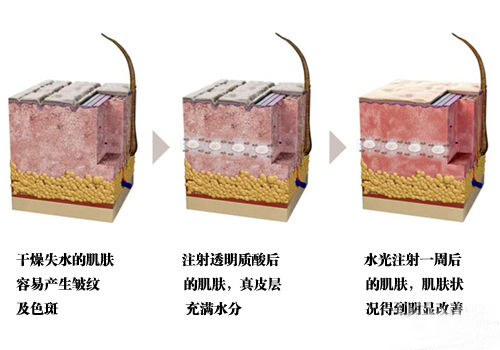 干燥失水的肌肤
容易产生皱纹
及色斑
注射透明质酸后
的肌肤，真皮层
充满水分
水光注射一周后
的肌肤，肌肤状
况得到明显改善